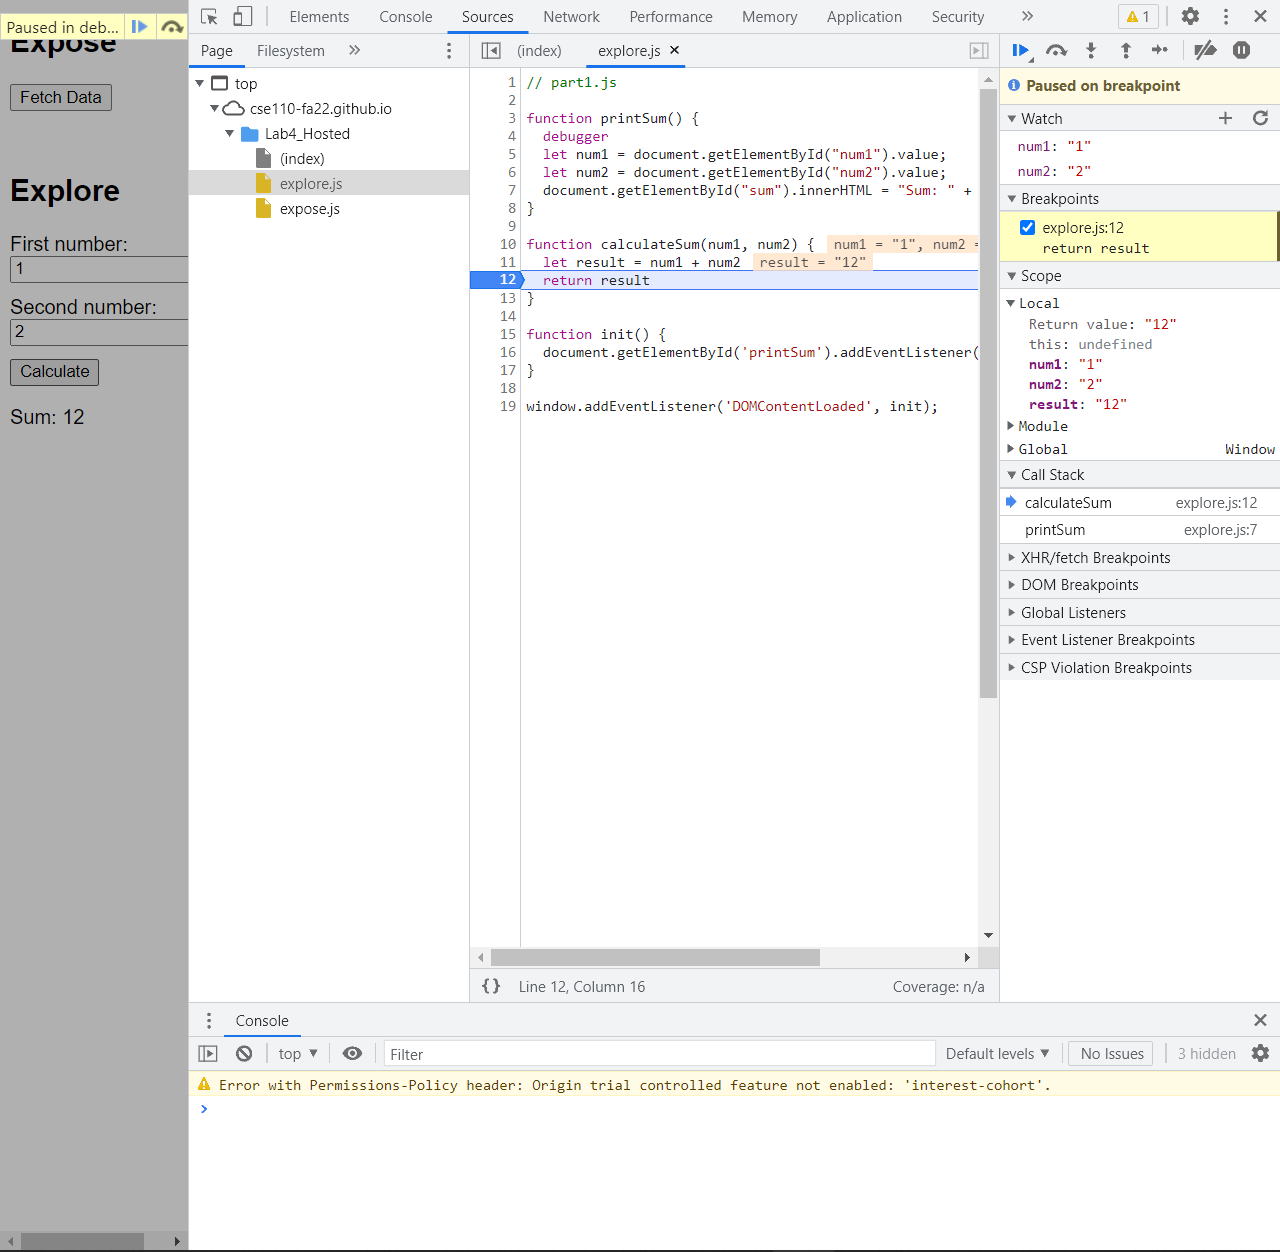 Paused in deb...
Expose
Fetch Data
Explore
First number:
1
Second number:
2
Calculate
Sum: 12
Elements Console Sources Network Performance Memory Application Security 1
Page Filesystem
top
cse110-fa22.github.io
Lab4_Hosted
(index)
explore.js
expose.js
(index) explore.js
1 // part1.js
2
3 function printSum() {
4 debugger
5 let num1 = document.getElementById("num1").value;
6 let num2 = document.getElementById("num2").value;
7 document.getElementById("sum").innerHTML = "Sum: " +
8 }
9
10 function calculateSum(num1, num2) { num1 = "1", num2 =
11 let result = num1 + num2 result = "12"
12 return result
13 }
14
15 function init() {
16 document.getElementById('printSum').addEventListener(
17 }
18
19 window.addEventListener('DOMContentLoaded', init);
{} Line 12, Column 16 Coverage: n/a
Paused on breakpoint
Watch
num1: "1"
num2: "2"
Breakpoints
explore.js:12
return result
Scope
Local
Return value: "12"
this: undefined
num1: "1"
num2: "2"
result: "12"
Module
Global Window
Call Stack
calculateSum explore.js:12
printSum explore.js:7
XHR/fetch Breakpoints
DOM Breakpoints
Global Listeners
Event Listener Breakpoints
CSP Violation Breakpoints
Console
top Filter Default levels No Issues 3 hidden
Error with Permissions-Policy header: Origin trial controlled feature not enabled: 'interest-cohort'.